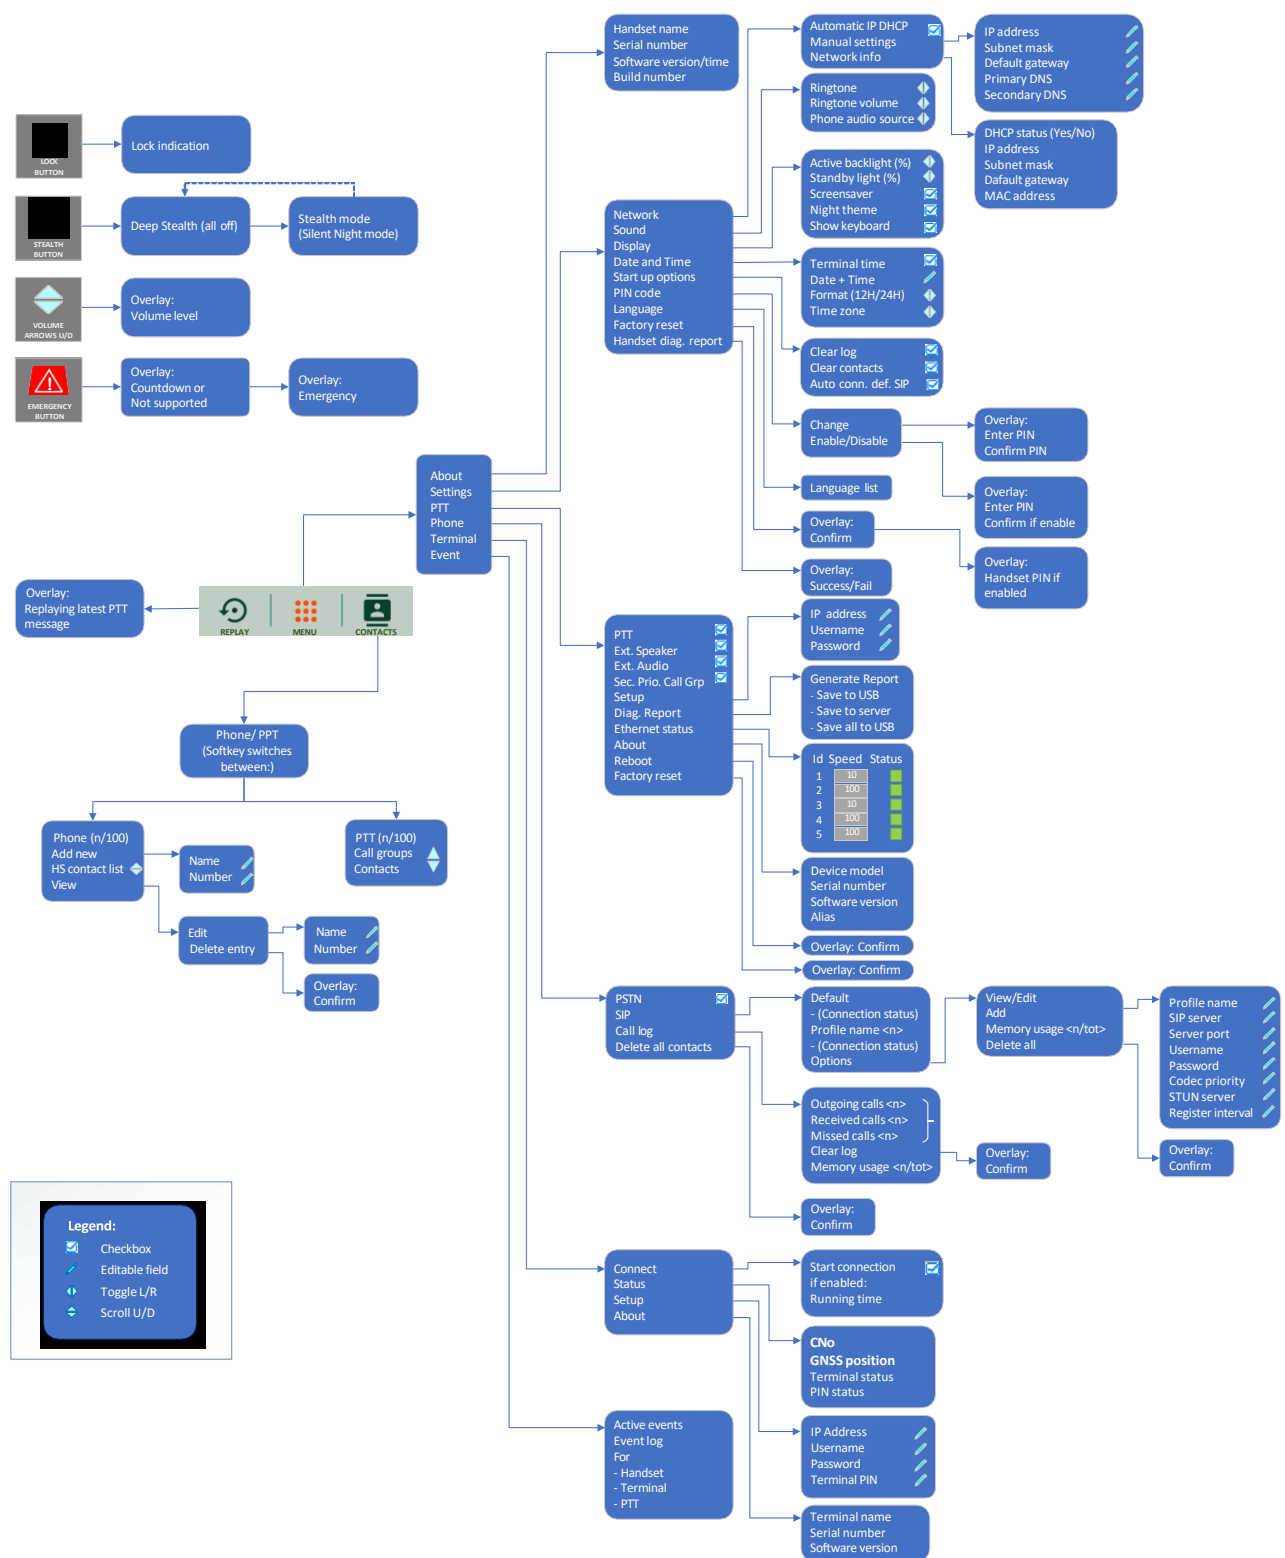 LOCK
BUTTON
Lock indication
STEALTH
BUTTON
Deep Stealth (all off)
Stealth mode
(Silent Night mode)
VOLUME
ARROWS U/D
Overlay:
Volume level
EMERGENCY
BUTTON
Overlay:
Countdown or
Not supported
Overlay:
Emergency
Overlay:
Replaying latest PTT
message
REPLAY
MENU
CONTACTS
Phone/ PPT
(Softkey switches
between:)
Phone (n/100)
Add new
HS contact list
View
Name
Number
Edit
Delete entry
Name
Number
Overlay:
Confirm
PTT (n/100)
Call groups
Contacts
About
Settings
PTT
Phone
Terminal
Event
Handset name
Serial number
Software version/time
Build number
Network
Sound
Display
Date and Time
Start up options
PIN code
Language
Factory reset
Handset diag. report
Automatic IP DHCP
Manual settings
Network info
IP address
Subnet mask
Default gateway
Primary DNS
Secondary DNS
DHCP status (Yes/No)
IP address
Subnet mask
Dafault gateway
MAC address
Ringtone
Ringtone volume
Phone audio source
Active backlight (%)
Standby light (%)
Screensaver
Night theme
Show keyboard
Terminal time
Date + Time
Format (12H/24H)
Time zone
Clear log
Clear contacts
Auto conn. def. SIP
Change
Enable/Disable
Overlay:
Enter PIN
Confirm PIN
Overlay:
Enter PIN
Confirm if enable
Language list
Overlay:
Confirm
Overlay:
Handset PIN if
enabled
Overlay:
Success/Fail
PTT
Ext. Speaker
Ext. Audio
Sec. Prio. Call Grp
Setup
Diag. Report
Ethernet status
About
Reboot
Factory reset
IP address
Username
Password
Generate Report
- Save to USB
- Save to server
- Save all to USB
Id Speed Status
1 10
2 100
3 10
4 100
5 100
Device model
Serial number
Software version
Alias
Overlay: Confirm
Overlay: Confirm
PSTN
SIP
Call log
Delete all contacts
Default
- (Connection status)
Profile name <n>
- (Connection status)
Options
View/Edit
Add
Memory usage <n/tot>
Delete all
Profile name
SIP server
Server port
Username
Password
Codec priority
STUN server
Register interval
Overlay:
Confirm
Outgoing calls <n>
Received calls <n>
Missed calls <n>
Clear log
Memory usage <n/tot>
Overlay:
Confirm
Overlay:
Confirm
Connect
Status
Setup
About
Start connection
if enabled:
Running time
CNo
GNSS position
Terminal status
PIN status
IP Address
Username
Password
Terminal PIN
Terminal name
Serial number
Software version
Active events
Event log
For
- Handset
- Terminal
- PTT
Legend:
Checkbox
Editable field
Toggle L/R
Scroll U/D